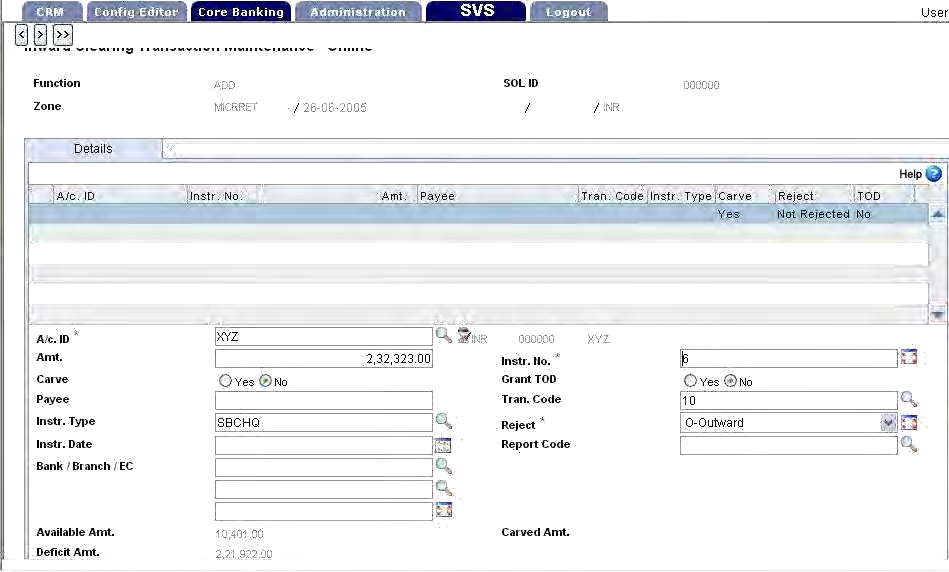 CRM Config Editor Core Banking Administration SVS Logout User
< > >>
Inward Clearing Transaction Maintenance - Online
Function ADD SOL ID 000000
Zone MICRRET / 26-06-2005 / / INR
Details
Help ?
A/c. ID Instr. No. Amt. Payee Tran. Code Instr. Type Carve Reject TOD
Yes Not Rejected No
A/c. ID * XYZ INR 000000 XYZ
Amt. 2,32,323.00 Instr. No. * 6
Carve Yes No Grant TOD Yes No
Payee Tran. Code 10
Instr. Type SBCHQ Reject * O-Outward
Instr. Date Report Code
Bank / Branch / EC
Available Amt. 10,401.00 Carved Amt.
Deficit Amt. 2,21,922.00